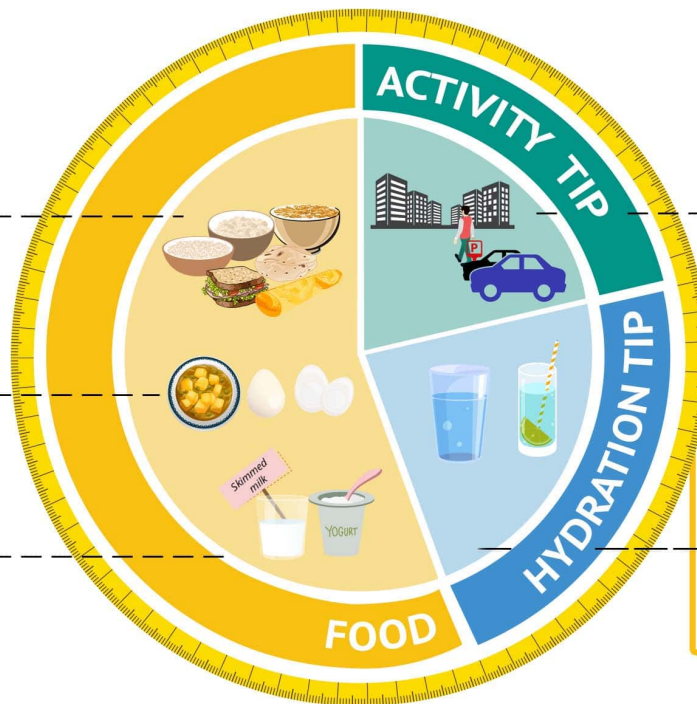 ACTIVITY TIP
P
HYDRATION TIP
Skimmed
milk
YOGURT
FOOD